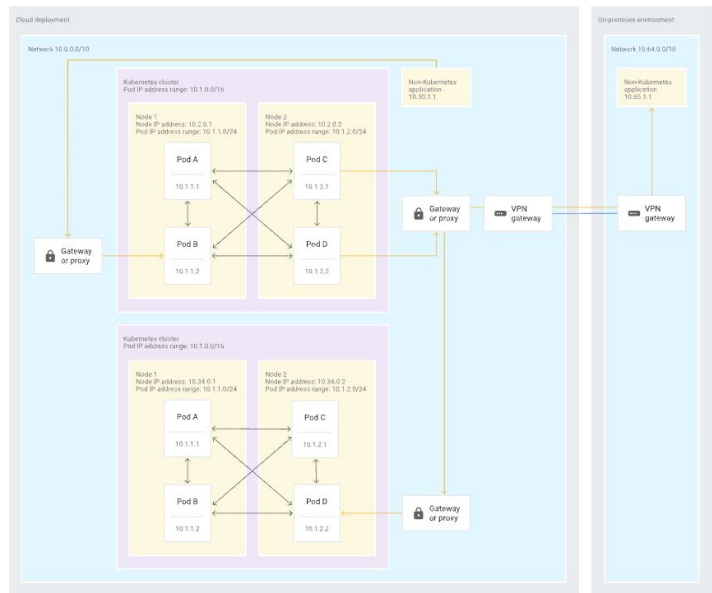 Cloud deployment
Network 10.0.0.0/10
Kubernetes cluster
Pod IP address range: 10.1.0.0/16
Node 1
Node IP address: 10.2.0.1
Pod IP address range: 10.1.1.0/24
Pod A
10.1.1.1
Pod B
10.1.1.2
Node 2
Node IP address: 10.2.0.2
Pod IP address range: 10.1.2.0/24
Pod C
10.1.2.1
Pod D
10.1.2.2
Gateway
or proxy
Non-Kubernetes
application
10.50.1.1
Gateway
or proxy
VPN
gateway
Kubernetes cluster
Pod IP address range: 10.1.0.0/16
Node 1
Node IP address: 10.34.0.1
Pod IP address range: 10.1.1.0/24
Pod A
10.1.1.1
Pod B
10.1.1.2
Node 2
Node IP address: 10.34.0.2
Pod IP address range: 10.1.2.0/24
Pod C
10.1.2.1
Pod D
10.1.2.2
Gateway
or proxy
On-premises environment
Network 10.64.0.0/10
Non-Kubernetes
application
10.65.1.1
VPN
gateway